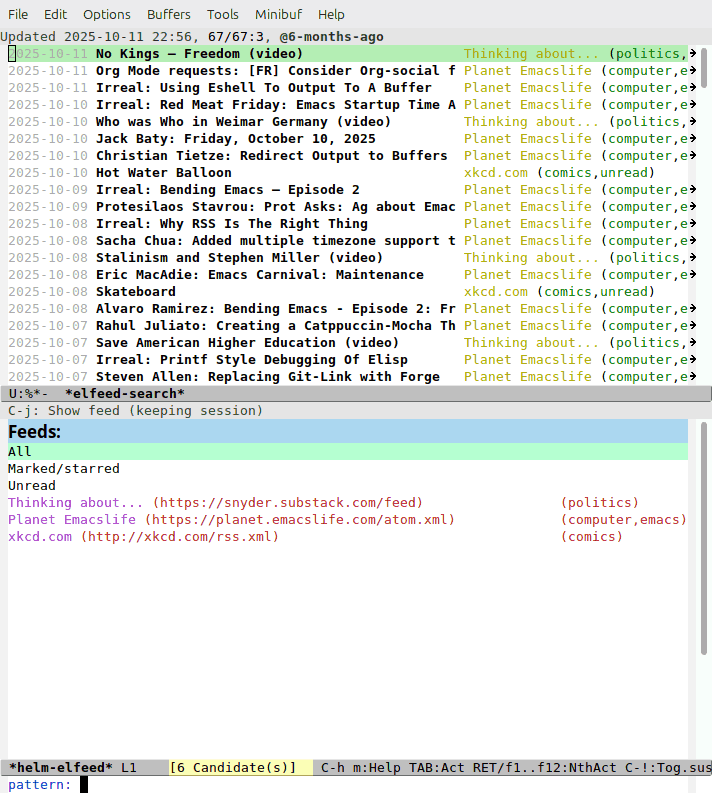 File Edit Options Buffers Tools Minibuf Help
Updated 2025-10-11 22:56, 67/67:3, @6-months-ago
2025-10-11 No Kings — Freedom (video) Thinking about... (politics,
2025-10-11 Org Mode requests: [FR] Consider Org-social f Planet Emacslife (computer,e
2025-10-11 Irreal: Using Eshell To Output To A Buffer Planet Emacslife (computer,e
2025-10-10 Irreal: Red Meat Friday: Emacs Startup Time A Planet Emacslife (computer,e
2025-10-10 Who was Who in Weimar Germany (video) Thinking about... (politics,
2025-10-10 Jack Baty: Friday, October 10, 2025 Planet Emacslife (computer,e
2025-10-10 Christian Tietze: Redirect Output to Buffers Planet Emacslife (computer,e
2025-10-10 Hot Water Balloon xkcd.com (comics,unread)
2025-10-09 Irreal: Bending Emacs — Episode 2 Planet Emacslife (computer,e
2025-10-09 Protesilaos Stavrou: Prot Asks: Ag about Emac Planet Emacslife (computer,e
2025-10-08 Irreal: Why RSS Is The Right Thing Planet Emacslife (computer,e
2025-10-08 Sacha Chua: Added multiple timezone support t Planet Emacslife (computer,e
2025-10-08 Stalinism and Stephen Miller (video) Thinking about... (politics,
2025-10-08 Eric MacAdie: Emacs Carnival: Maintenance Planet Emacslife (computer,e
2025-10-08 Skateboard xkcd.com (comics,unread)
2025-10-08 Alvaro Ramirez: Bending Emacs - Episode 2: Fr Planet Emacslife (computer,e
2025-10-07 Rahul Juliato: Creating a Catppuccin-Mocha Th Planet Emacslife (computer,e
2025-10-07 Save American Higher Education (video) Thinking about... (politics,
2025-10-07 Irreal: Printf Style Debugging Of Elisp Planet Emacslife (computer,e
2025-10-07 Steven Allen: Replacing Git-Link with Forge Planet Emacslife (computer,e
U:%*- *elfeed-search*
C-j: Show feed (keeping session)
Feeds:
All
Marked/starred
Unread
Thinking about... (https://snyder.substack.com/feed) (politics)
Planet Emacslife (https://planet.emacslife.com/atom.xml) (computer,emacs)
xkcd.com (http://xkcd.com/rss.xml) (comics)
*helm-elfeed* L1 [6 Candidate(s)] C-h m:Help TAB:Act RET/f1..f12:NthAct C-!:Tog.sus
pattern: